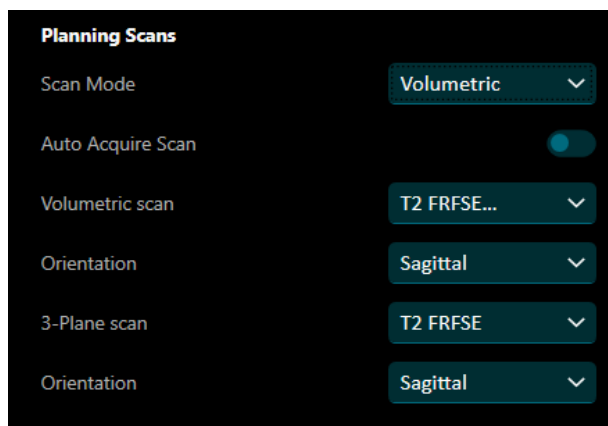 Planning Scans
Scan Mode Volumetric
Auto Acquire Scan
Volumetric scan T2 FRFSE...
Orientation Sagittal
3-Plane scan T2 FRFSE
Orientation Sagittal